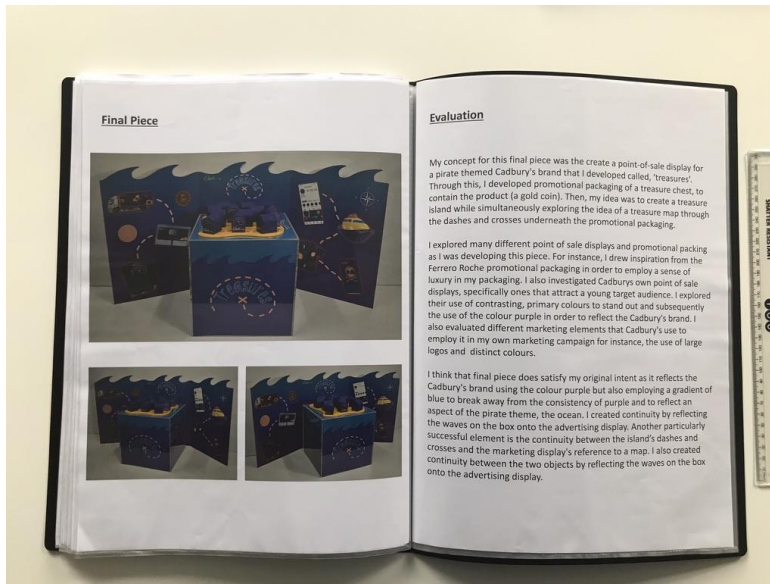 Final Piece
TREASURES
Evaluation
My concept for this final piece was the create a point-of-sale display for
a pirate themed Cadbury's brand that I developed called, 'treasures'.
Through this, I developed promotional packaging of a treasure chest, to
contain the product (a gold coin). Then, my idea was to create a treasure
island while simultaneously exploring the idea of a treasure map through
the dashes and crosses underneath the promotional packaging.
I explored many different point of sale displays and promotional packing
as I was developing this piece. For instance, I drew inspiration from the
Ferrero Roche promotional packaging in order to employ a sense of
luxury in my packaging. I also investigated Cadburys own point of sale
displays, specifically ones that attract a young target audience. I explored
their use of contrasting, primary colours to stand out and subsequently
the use of the colour purple in order to reflect the Cadbury's brand. I
also evaluated different marketing elements that Cadbury's use to
employ it in my own marketing campaign for instance, the use of large
logos and distinct colours.
I think that final piece does satisfy my original intent as it reflects the
Cadbury's brand using the colour purple but also employing a gradient of
blue to break away from the consistency of purple and to reflect an
aspect of the pirate theme, the ocean. I created continuity by reflecting
the waves on the box onto the advertising display. Another particularly
successful element is the continuity between the island's dashes and
crosses and the marketing display's reference to a map. I also created
continuity between the two objects by reflecting the waves on the box
onto the advertising display.
SHATTER RESISTANT